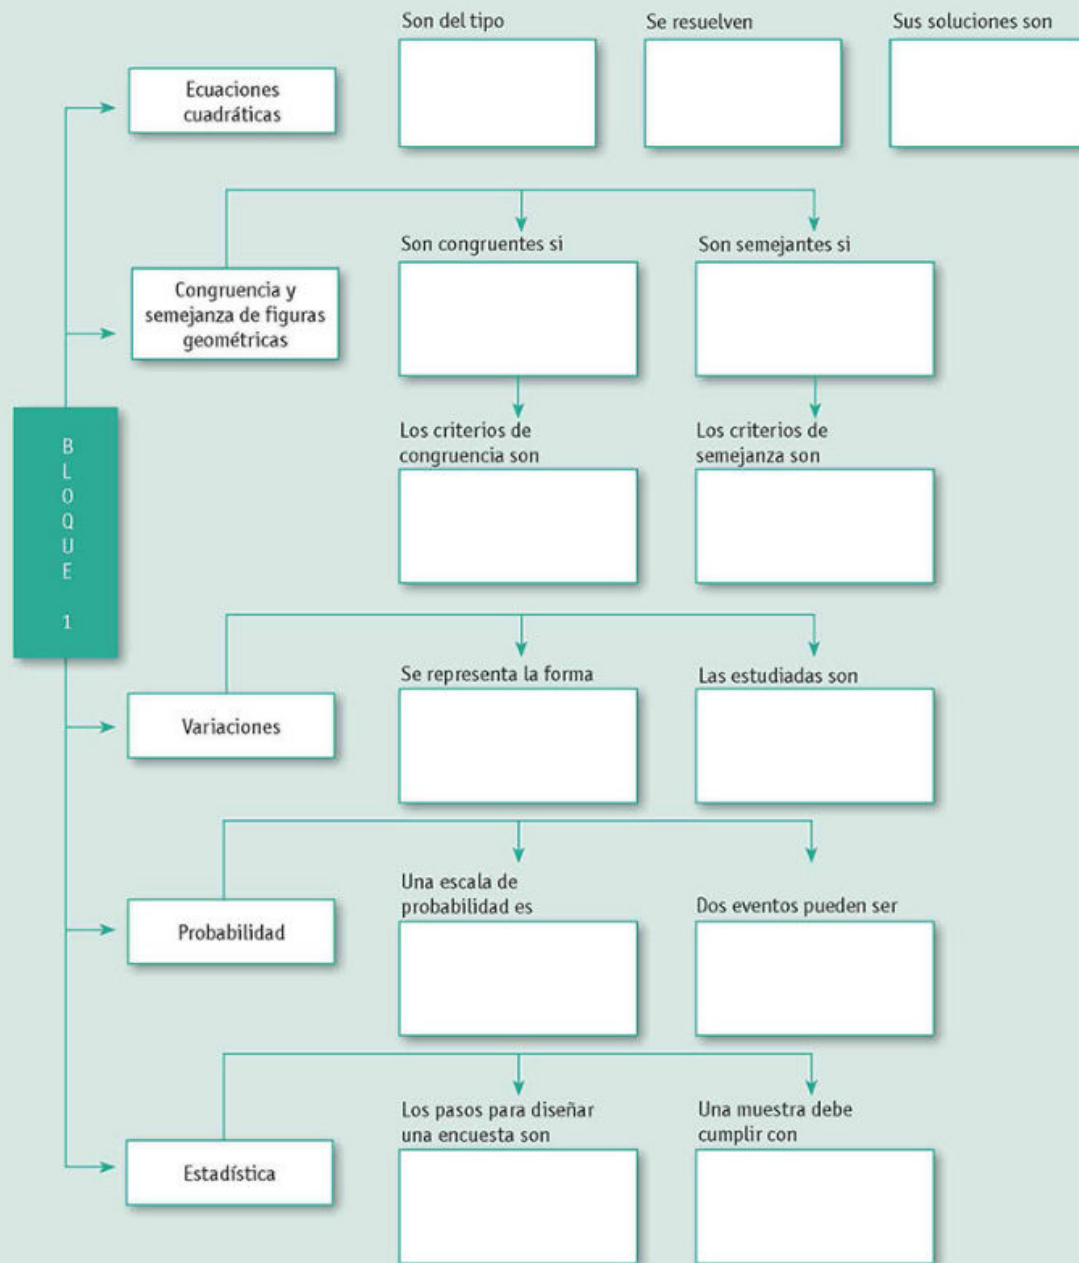 Son del tipo
Se resuelven
Sus soluciones son
Ecuaciones
cuadráticas
Son congruentes si
Son semejantes si
Congruencia y
semejanza de figuras
geométricas
Los criterios de
congruencia son
Los criterios de
semejanza son
BLOQUE 1
Se representa la forma
Las estudiadas son
Variaciones
Una escala de
probabilidad es
Dos eventos pueden ser
Probabilidad
Los pasos para diseñar
una encuesta son
Una muestra debe
cumplir con
Estadística